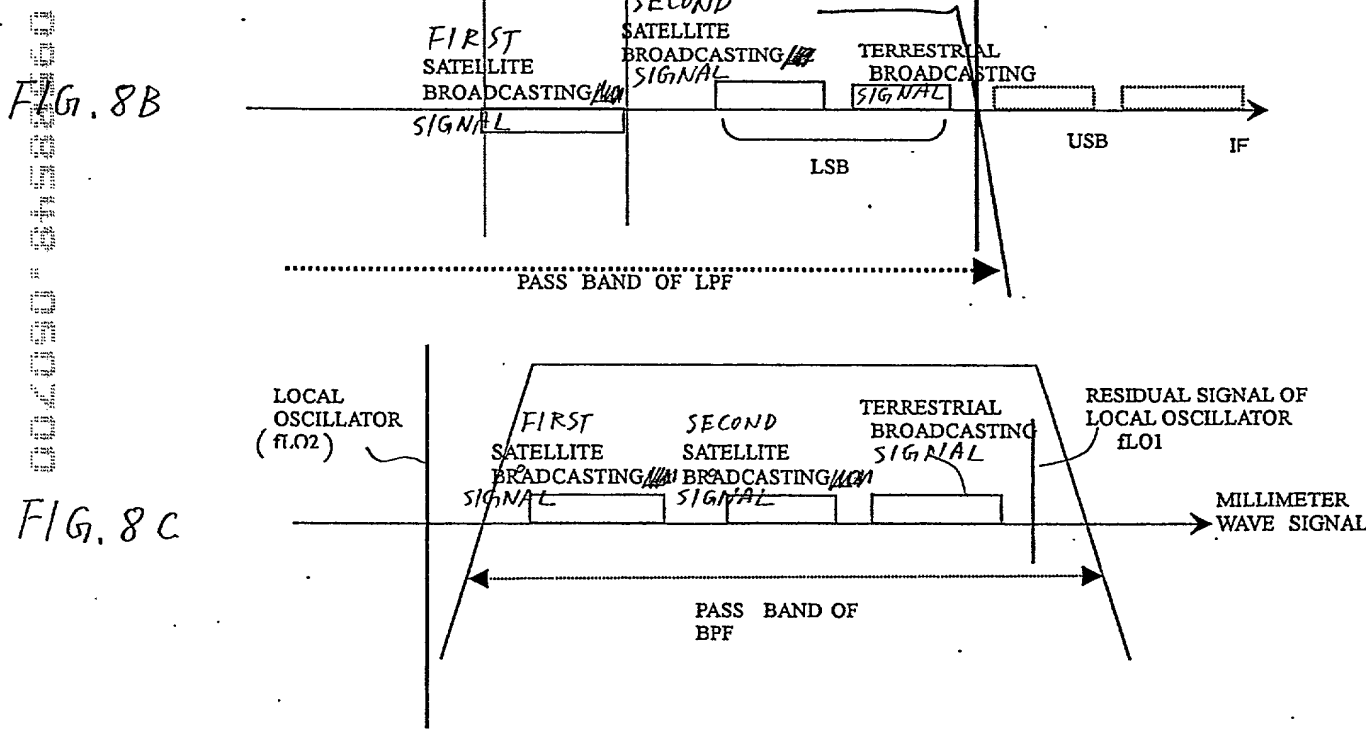 SECOND
FIRST
SATELLITE
BROADCASTING
SIGNAL
SATELLITE
BROADCASTING
SIGNAL
TERRESTRIAL
BROADCASTING
SIGNAL
FIG. 8B
LSB
USB
IF
PASS BAND OF LPF
LOCAL
OSCILLATOR
(fLO2)
FIRST
SATELLITE
BROADCASTING
SIGNAL
SECOND
SATELLITE
BROADCASTING
SIGNAL
TERRESTRIAL
BROADCASTING
SIGNAL
RESIDUAL SIGNAL OF
LOCAL OSCILLATOR
fLO1
FIG. 8C
MILLIMETER
WAVE SIGNAL
PASS BAND OF
BPF